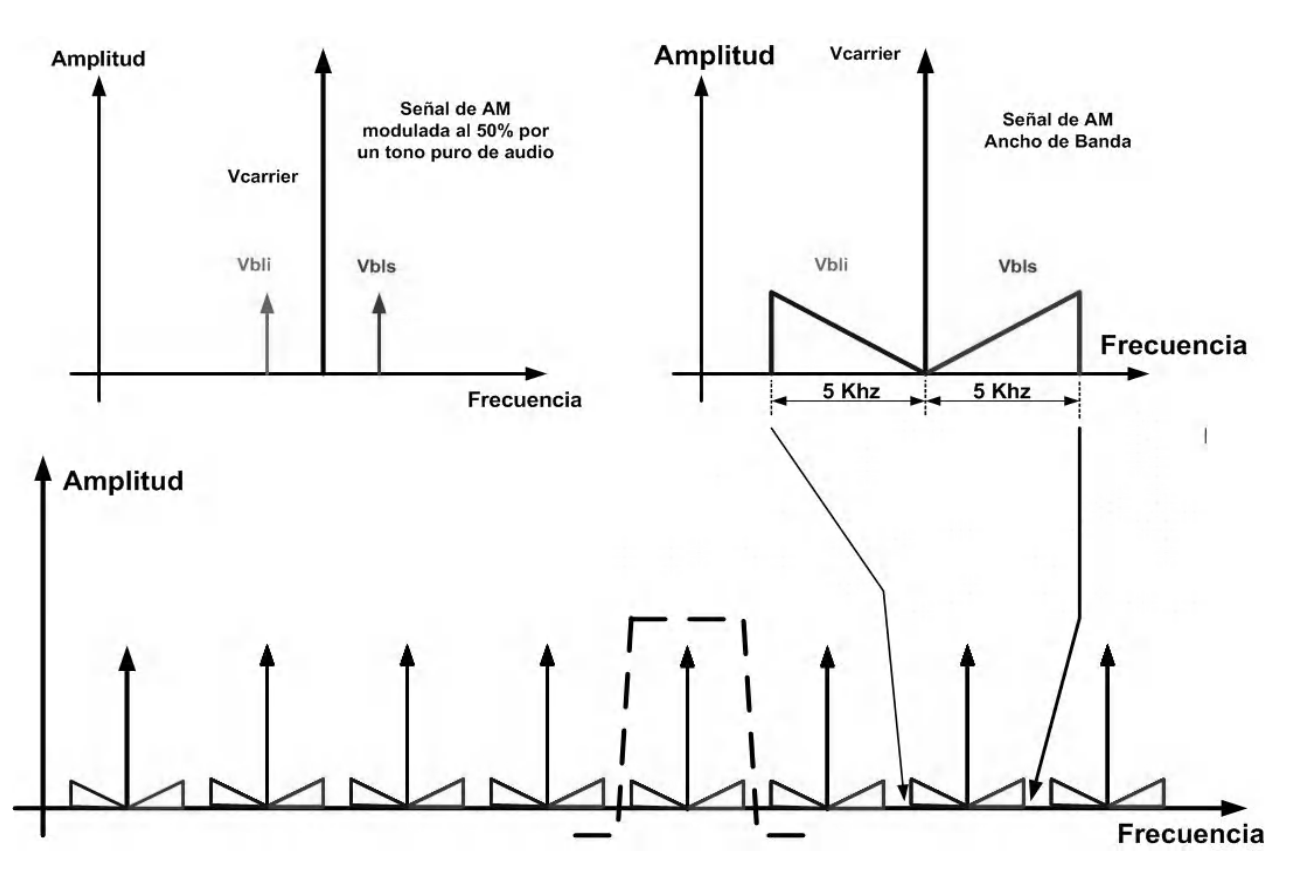 Amplitud
Vcarrier
Señal de AM
modulada al 50% por
un tono puro de audio
Vbli
Vbls
Frecuencia
Amplitud
Vcarrier
Señal de AM
Ancho de Banda
Vbli
Vbls
Frecuencia
5 Khz
5 Khz
Amplitud
Frecuencia